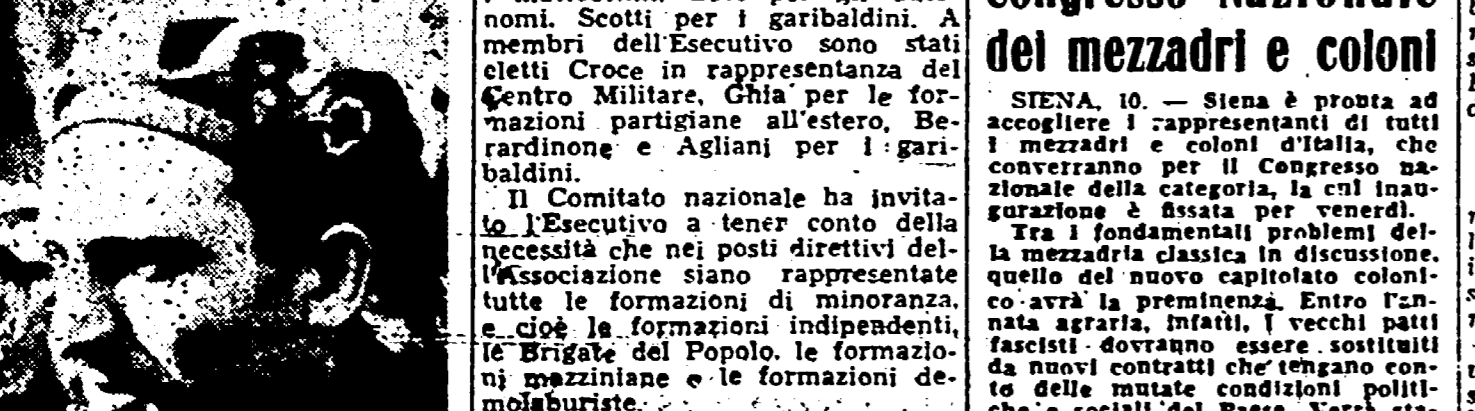 nomi. Scotti per i garibaldini. A
membri dell'Esecutivo sono stati
eletti Croce in rappresentanza del
Centro Militare, Ghia per le for-
mazioni partigiane all'estero, Be-
rardinone e Agliani per i gari-
baldini.
Il Comitato nazionale ha invita-
to l'Esecutivo a tener conto della
necessità che nei posti direttivi del-
l'Associazione siano rappresentate
tutte le formazioni di minoranza,
e cioè le formazioni indipendenti,
le Brigate del Popolo, le formazio-
ni mazziniane e le formazioni de-
molaburiste.
Congresso Nazionale
dei mezzadri e coloni
SIENA, 10. — Siena è pronta ad
accogliere i rappresentanti di tutti
i mezzadri e coloni d'Italia, che
converranno per il Congresso na-
zionale della categoria, la cui inau-
gurazione è fissata per venerdì.
Tra i fondamentali problemi del-
la mezzadria classica in discussione,
quello del nuovo capitolato coloni-
co avrà la preminenza. Entro l'an-
nata agraria, infatti, i vecchi patti
fascisti dovranno essere sostituiti
da nuovi contratti che tengano con-
to delle mutate condizioni politi-
che e sociali del Paese.